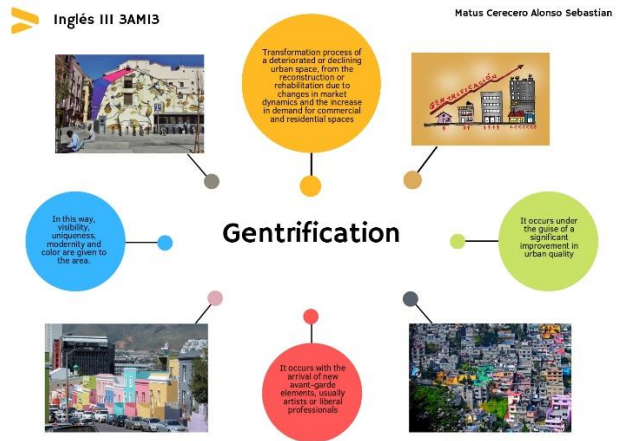 Inglés III 3AMI3
Matus Cerecero Alonso Sebastían
Transformation process of
a deteriorated or declining
urban space, from the
reconstruction or
rehabilitation due to
changes in market
dynamics and the increase
in demand for commercial
and residential spaces
GENTRIFICACIÓN
In this way,
visibility,
uniqueness,
modernity and
color are given to
the area.
Gentrification
It occurs under
the guise of a
significant
improvement in
urban quality
It occurs with the
arrival of new
avant-garde
elements, usually
artists or liberal
professionals